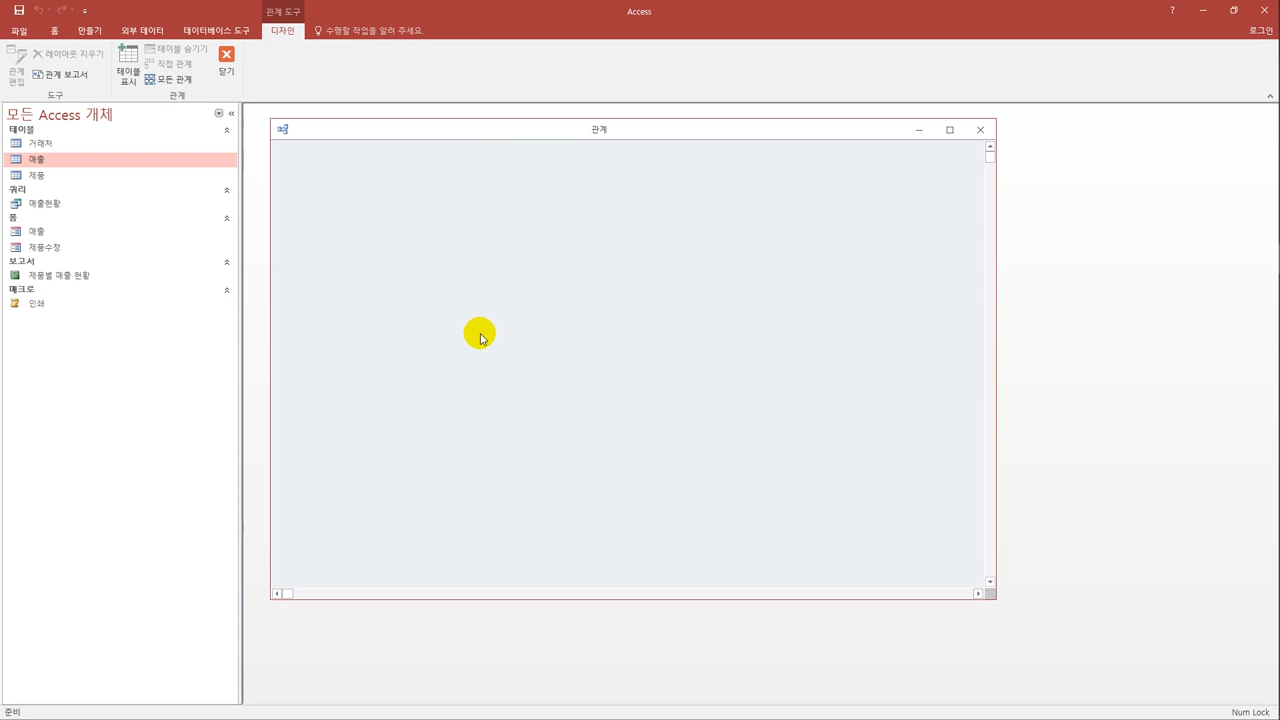 관계 도구
Access
?
파일
홈
만들기
외부 데이터
데이터베이스 도구
디자인
수행할 작업을 알려 주세요.
로그인
관계
편집
레이아웃 지우기
관계 보고서
도구
테이블
표시
테이블 숨기기
직접 관계
모든 관계
관계
닫기
모든 Access 개체
테이블
거래처
매출
제품
쿼리
매출현황
폼
매출
제품수정
보고서
제품별 매출 현황
매크로
인쇄
관계
준비
Num Lock